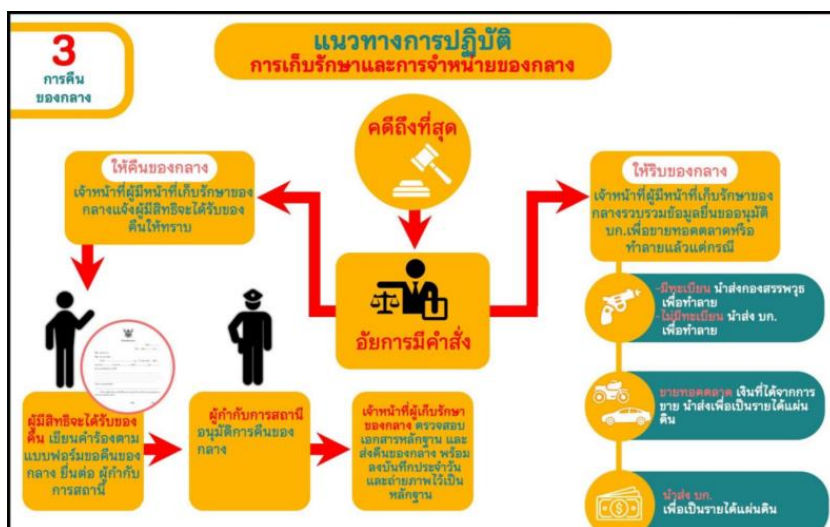 3
การคืน
ของกลาง
แนวทางการปฏิบัติ
การเก็บรักษาและการจำหน่ายของกลาง
คดีถึงที่สุด
ให้คืนของกลาง
เจ้าหน้าที่ผู้มีหน้าที่เก็บรักษาของ
กลางแจ้งผู้มีสิทธิจะได้รับของ
คืนให้ทราบ
ให้ริบของกลาง
เจ้าหน้าที่ผู้มีหน้าที่เก็บรักษาของ
กลางรวบรวมข้อมูลยื่นขออนุมัติ
บก.เพื่อขายทอดตลาดหรือ
ทำลายแล้วแต่กรณี
อัยการมีคำสั่ง
-มีทะเบียน นำส่งกองสรรพวุธ
เพื่อทำลาย
-ไม่มีทะเบียน นำส่ง บก.
เพื่อทำลาย
ขายทอดตลาด เงินที่ได้จากการ
ขาย นำส่งเพื่อเป็นรายได้แผ่น
ดิน
นำส่ง บก.
เพื่อเป็นรายได้แผ่นดิน
ผู้มีสิทธิจะได้รับของ
คืน เขียนคำร้องตาม
แบบฟอร์มขอคืนของ
กลาง ยื่นต่อ ผู้กำกับ
การสถานี
ผู้กำกับการสถานี
อนุมัติการคืนของ
กลาง
เจ้าหน้าที่ผู้เก็บรักษา
ของกลาง ตรวจสอบ
เอกสารหลักฐาน และ
ส่งคืนของกลาง พร้อม
ลงบันทึกประจำวัน
และถ่ายภาพไว้เป็น
หลักฐาน